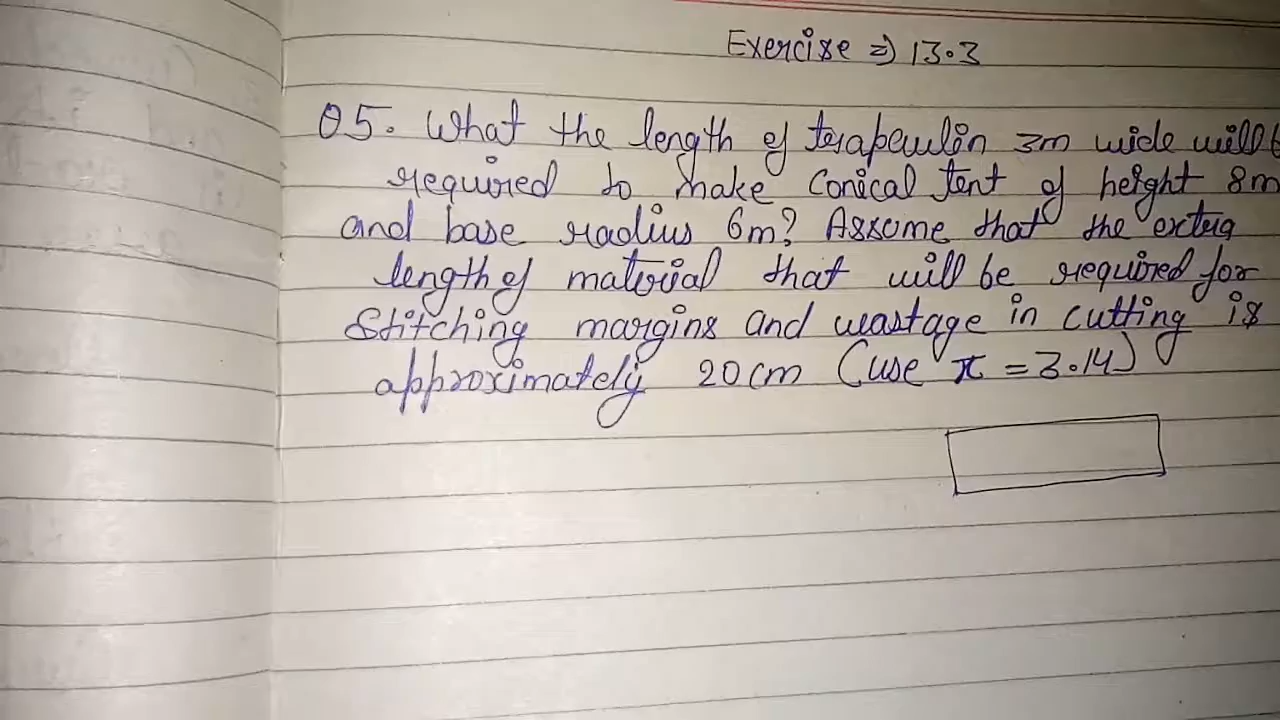 Exercise ⇒ 13.3
Q5. What the length of terapeulin 3m wide will
required to make Conical tent of height 8m
and base radius 6m? Assume that the extra
length of material that will be required for
Stitching margins and wastage in cutting is
approximately 20cm (use π = 3.14)